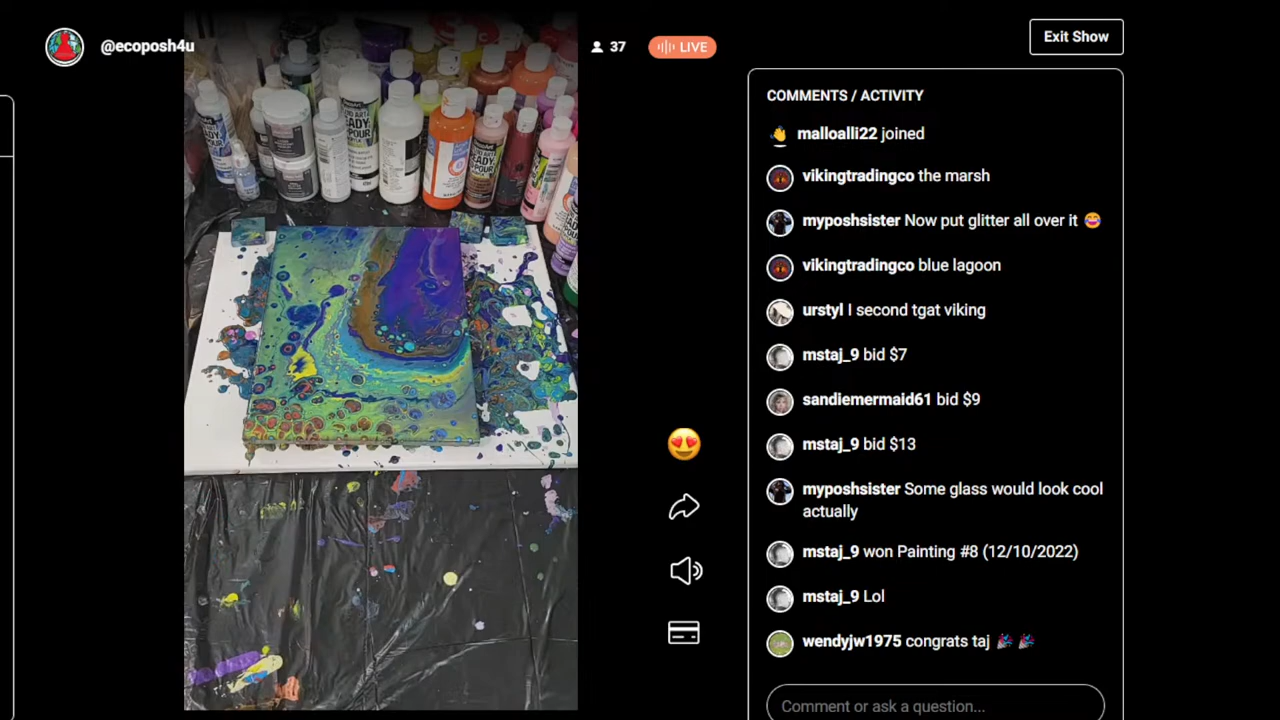 @ecoposh4u
37
LIVE
Exit Show
COMMENTS / ACTIVITY
malloalli22 joined
vikingtradingco the marsh
myposhsister Now put glitter all over it 😂
vikingtradingco blue lagoon
urstyl I second tgat viking
mstaj_9 bid $7
sandiemermaid61 bid $9
mstaj_9 bid $13
myposhsister Some glass would look cool
actually
mstaj_9 won Painting #8 (12/10/2022)
mstaj_9 Lol
wendyjw1975 congrats taj 🎉 🎉
Comment or ask a question...